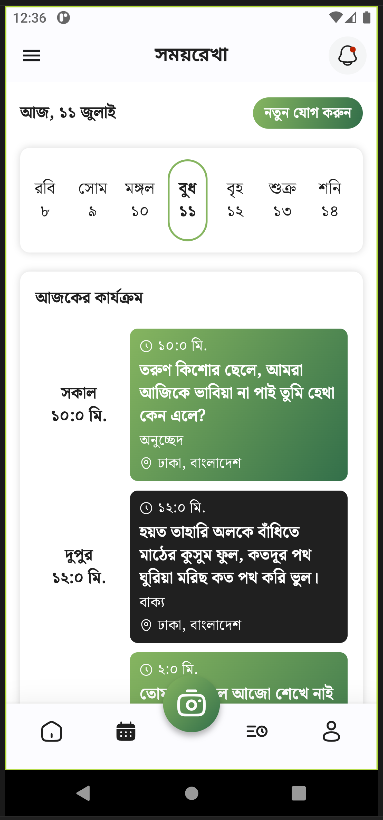 12:36
সময়রেখা
আজ, ১১ জুলাই
নতুন যোগ করুন
রবি সোম মঙ্গল বুধ বৃহ শুক্র শনি
৮ ৯ ১০ ১১ ১২ ১৩ ১৪
আজকের কার্যক্রম
সকাল
১০:০ মি.
১০:০ মি.
তরুণ কিশোর ছেলে, আমরা
আজিকে ভাবিয়া না পাই তুমি হেথা
কেন এলে?
অনুচ্ছেদ
ঢাকা, বাংলাদেশ
দুপুর
১২:০ মি.
১২:০ মি.
হয়ত তাহারি অলকে বাঁধিতে
মাঠের কুসুম ফুল, কতদূর পথ
ঘুরিয়া মরিছ কত পথ করি ভুল।
বাক্য
ঢাকা, বাংলাদেশ
২:০ মি.
আজো শেখে নাই